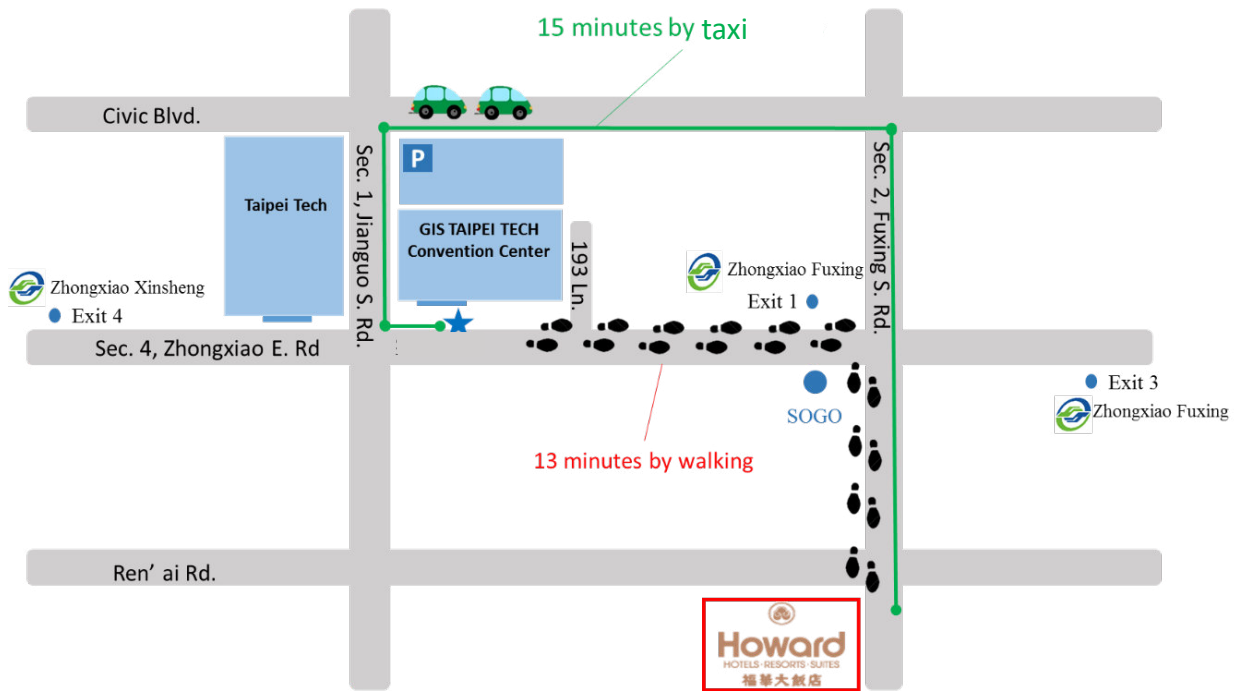 15 minutes by taxi
Civic Blvd.
P
Taipei Tech
Sec. 1, Jianguo S. Rd.
GIS TAIPEI TECH
Convention Center
193 Ln.
Sec. 2, Fuxing S. Rd.
Zhongxiao Fuxing
Exit 1
Zhongxiao Xinsheng
Exit 4
Sec. 4, Zhongxiao E. Rd
Exit 3
Zhongxiao Fuxing
SOGO
13 minutes by walking
Ren’ ai Rd.
Howard
HOTELS·RESORTS·SUITES
福華大飯店